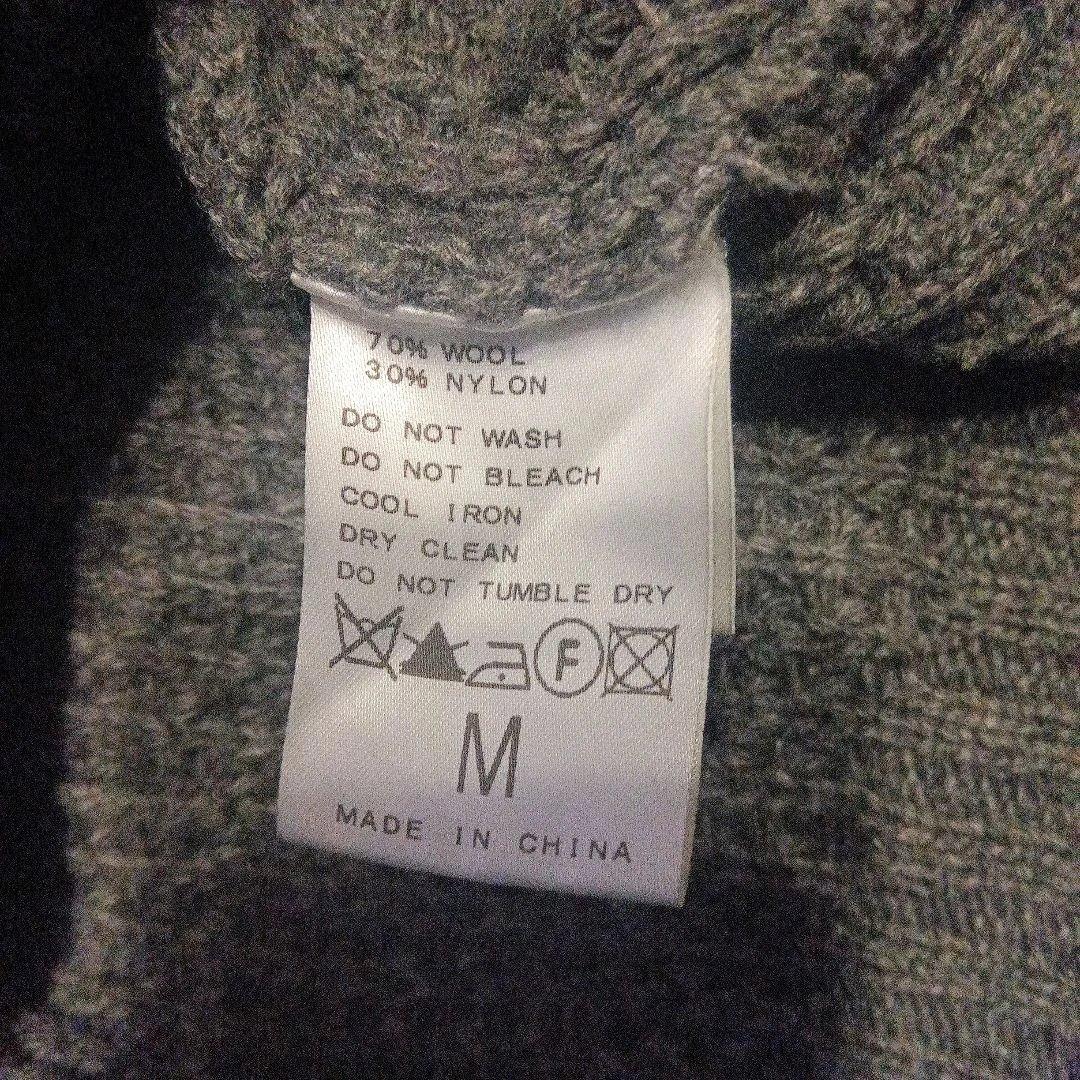 70% WOOL
30% NYLON
DO NOT WASH
DO NOT BLEACH
COOL IRON
DRY CLEAN
DO NOT TUMBLE DRY
F
M
MADE IN CHINA